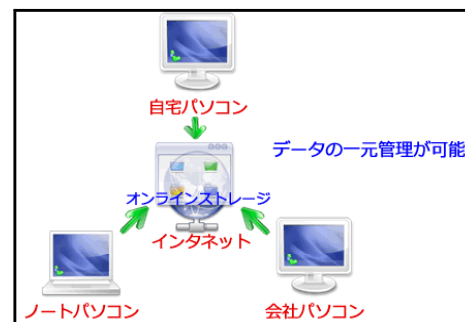 自宅パソコン
データの一元管理が可能
オンラインストレージ
インタネット
ノートパソコン
会社パソコン